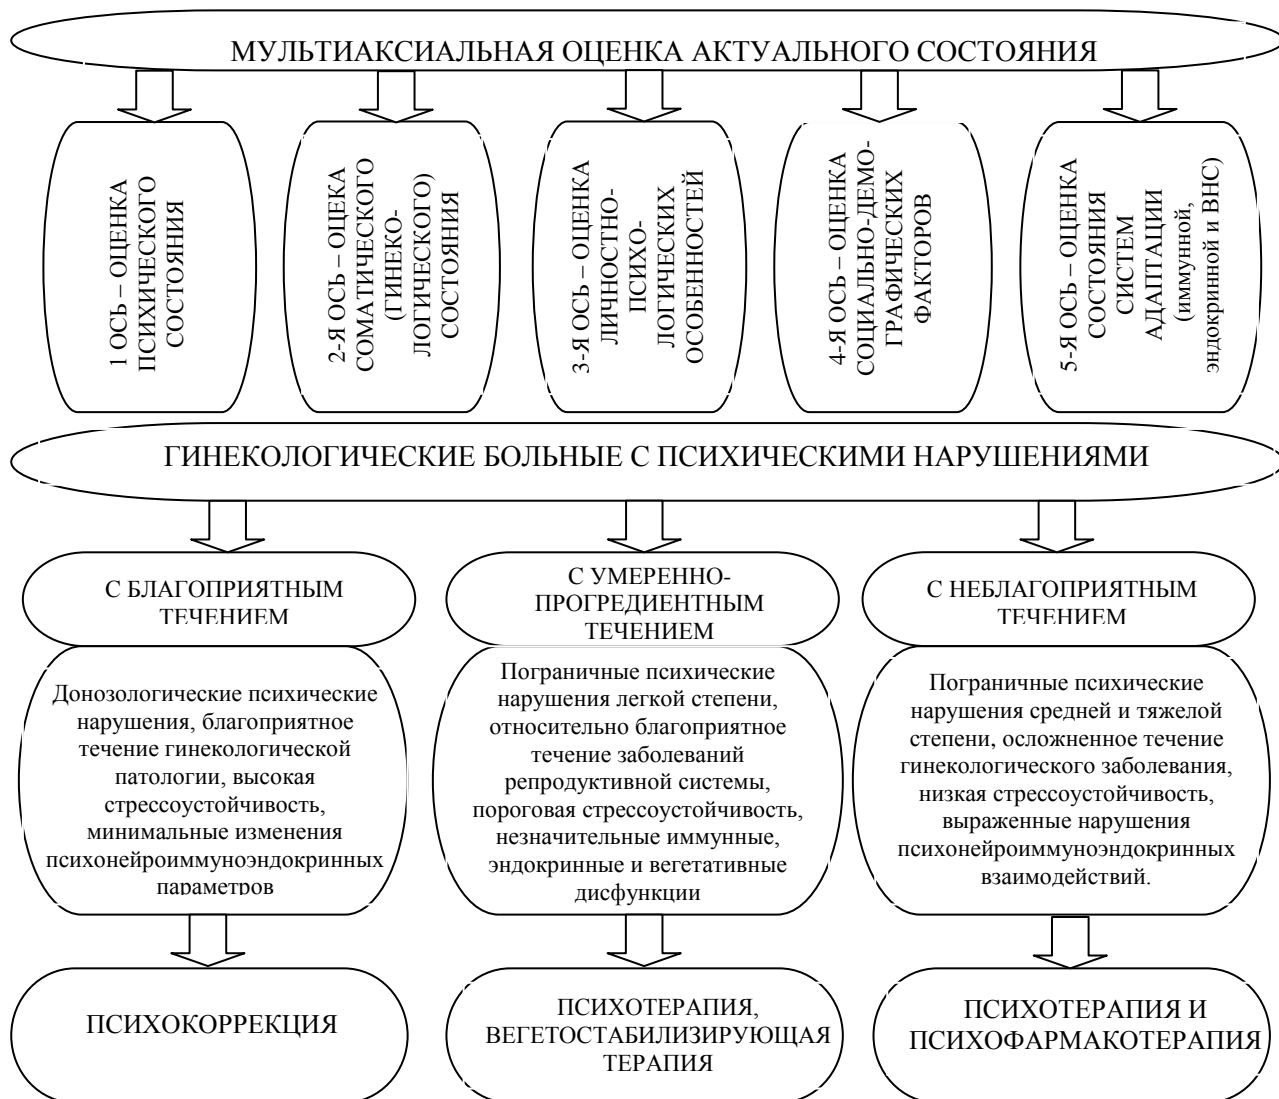 МУЛЬТИАКСИАЛЬНАЯ ОЦЕНКА АКТУАЛЬНОГО СОСТОЯНИЯ
1 ОСЬ – ОЦЕНКА
ПСИХИЧЕСКОГО
СОСТОЯНИЯ
2-Я ОСЬ – ОЦЕКА
СОМАТИЧЕСКОГО
(ГИНЕКО-
ЛОГИЧЕСКОГО)
СОСТОЯНИЯ
3-Я ОСЬ – ОЦЕНКА
ЛИЧНОСТНО-
ПСИХО-
ЛОГИЧЕСКИХ
ОСОБЕННОСТЕЙ
4-Я ОСЬ – ОЦЕНКА
СОЦИАЛЬНО-ДЕМО-
ГРАФИЧЕСКИХ
ФАКТОРОВ
5-Я ОСЬ – ОЦЕНКА
СОСТОЯНИЯ
СИСТЕМ
АДАПТАЦИИ
(иммунной,
эндокринной и ВНС)
ГИНЕКОЛОГИЧЕСКИЕ БОЛЬНЫЕ С ПСИХИЧЕСКИМИ НАРУШЕНИЯМИ
С БЛАГОПРИЯТНЫМ
ТЕЧЕНИЕМ
Донозологические психические
нарушения, благоприятное
течение гинекологической
патологии, высокая
стрессоустойчивость,
минимальные изменения
психонейроиммуноэндокринных
параметров
ПСИХОКОРРЕКЦИЯ
С УМЕРЕННО-
ПРОГРЕДИЕНТНЫМ
ТЕЧЕНИЕМ
Пограничные психические
нарушения легкой степени,
относительно благоприятное
течение заболеваний
репродуктивной системы,
пороговая стрессоустойчивость,
незначительные иммунные,
эндокринные и вегетативные
дисфункции
ПСИХОТЕРАПИЯ,
ВЕГЕТОСТАБИЛИЗИРУЮЩАЯ
ТЕРАПИЯ
С НЕБЛАГОПРИЯТНЫМ
ТЕЧЕНИЕМ
Пограничные психические
нарушения средней и тяжелой
степени, осложненное течение
гинекологического заболевания,
низкая стрессоустойчивость,
выраженные нарушения
психонейроиммуноэндокринных
взаимодействий.
ПСИХОТЕРАПИЯ И
ПСИХОФАРМАКОТЕРАПИЯ